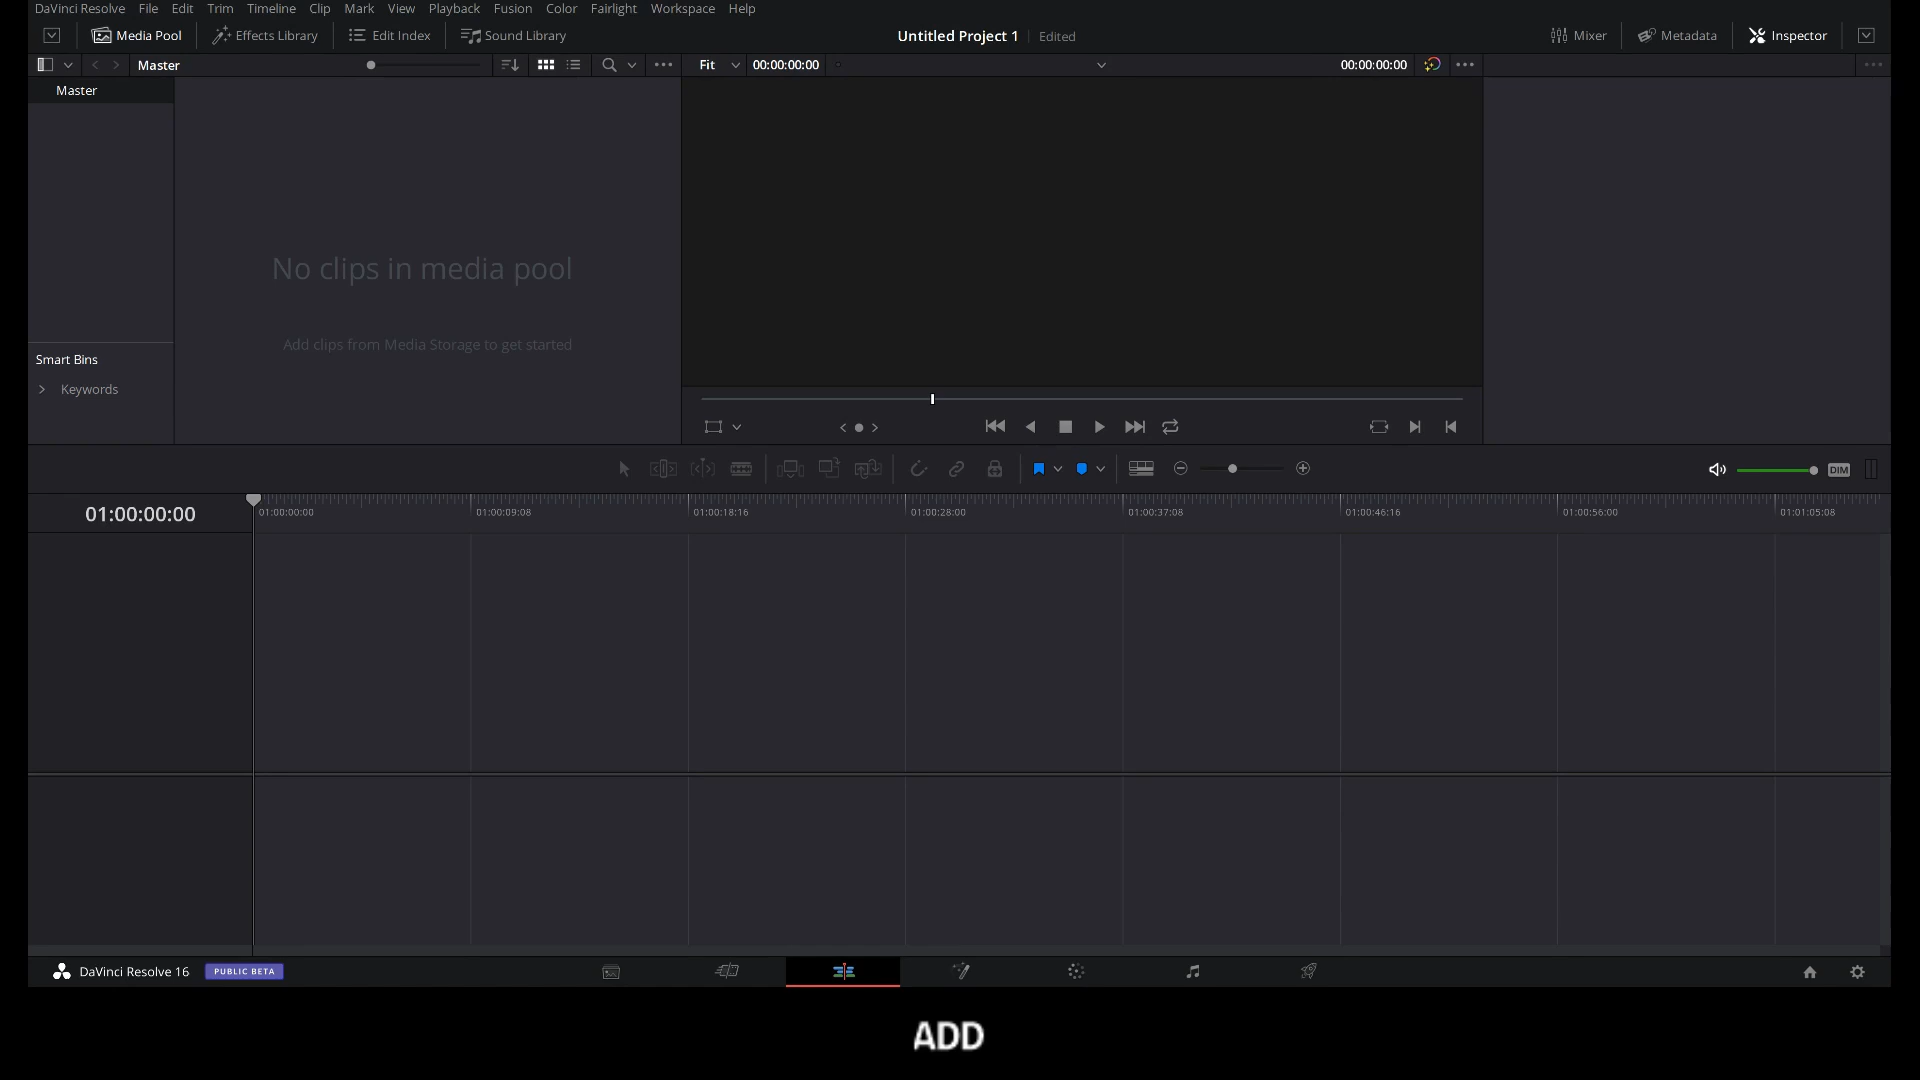 DaVinci Resolve File Edit Trim Timeline Clip Mark View Playback Fusion Color Fairlight Workspace Help
Media Pool Effects Library Edit Index Sound Library Untitled Project 1 Edited Mixer Metadata Inspector
Master Fit 00:00:00:00 00:00:00:00
Master
No clips in media pool
Add clips from Media Storage to get started
Smart Bins
Keywords
DIM
01:00:00:00 01:00:00:00 01:00:09:08 01:00:18:16 01:00:28:00 01:00:37:08 01:00:46:16 01:00:56:00 01:01:05:08
DaVinci Resolve 16 PUBLIC BETA
ADD